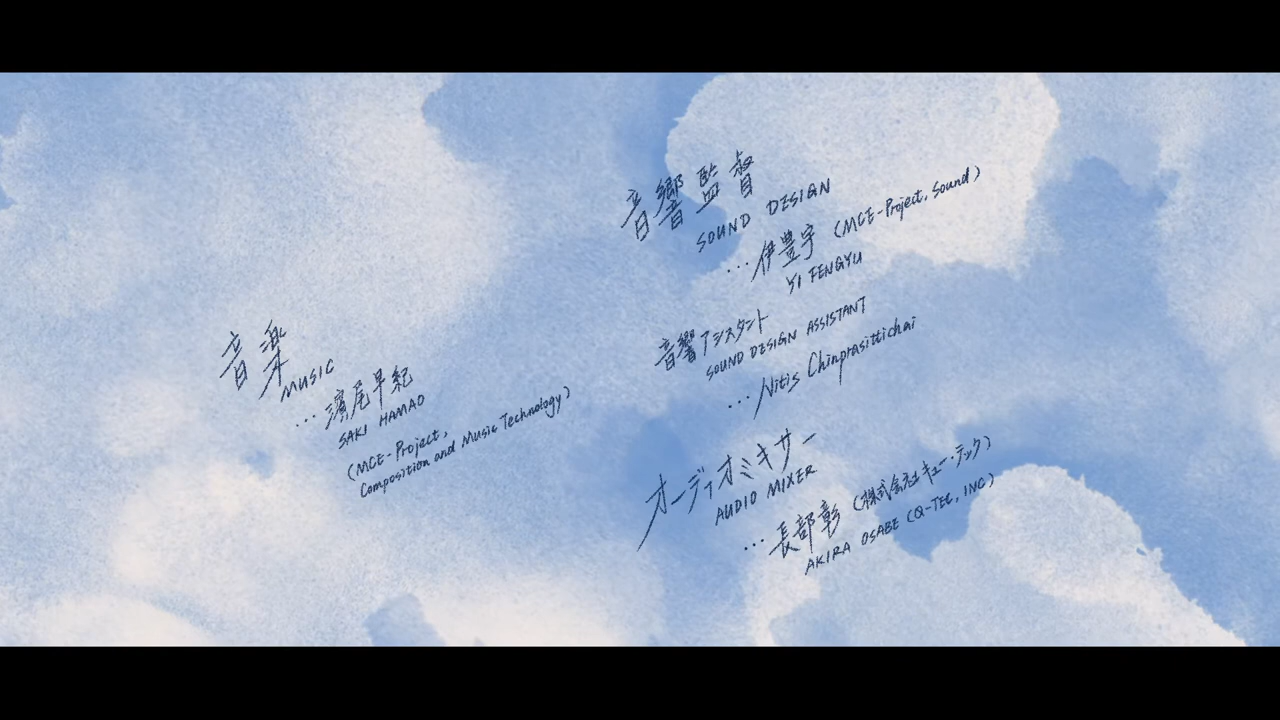 音楽
MUSIC
...濱尾早紀
SAKI HAMAO
(MCE-Project,
Composition and Music Technology)
音響監督
SOUND DESIGN
...伊豊宇 (MCE-Project, Sound)
YI FENGYU
音響アシスタント
SOUND DESIGN ASSISTANT
...Nitis Chinprasittichai
オーディオミキサー
AUDIO MIXER
...長部彰 (株式会社キュー・テック)
AKIRA OSABE (Q-TEC, INC)